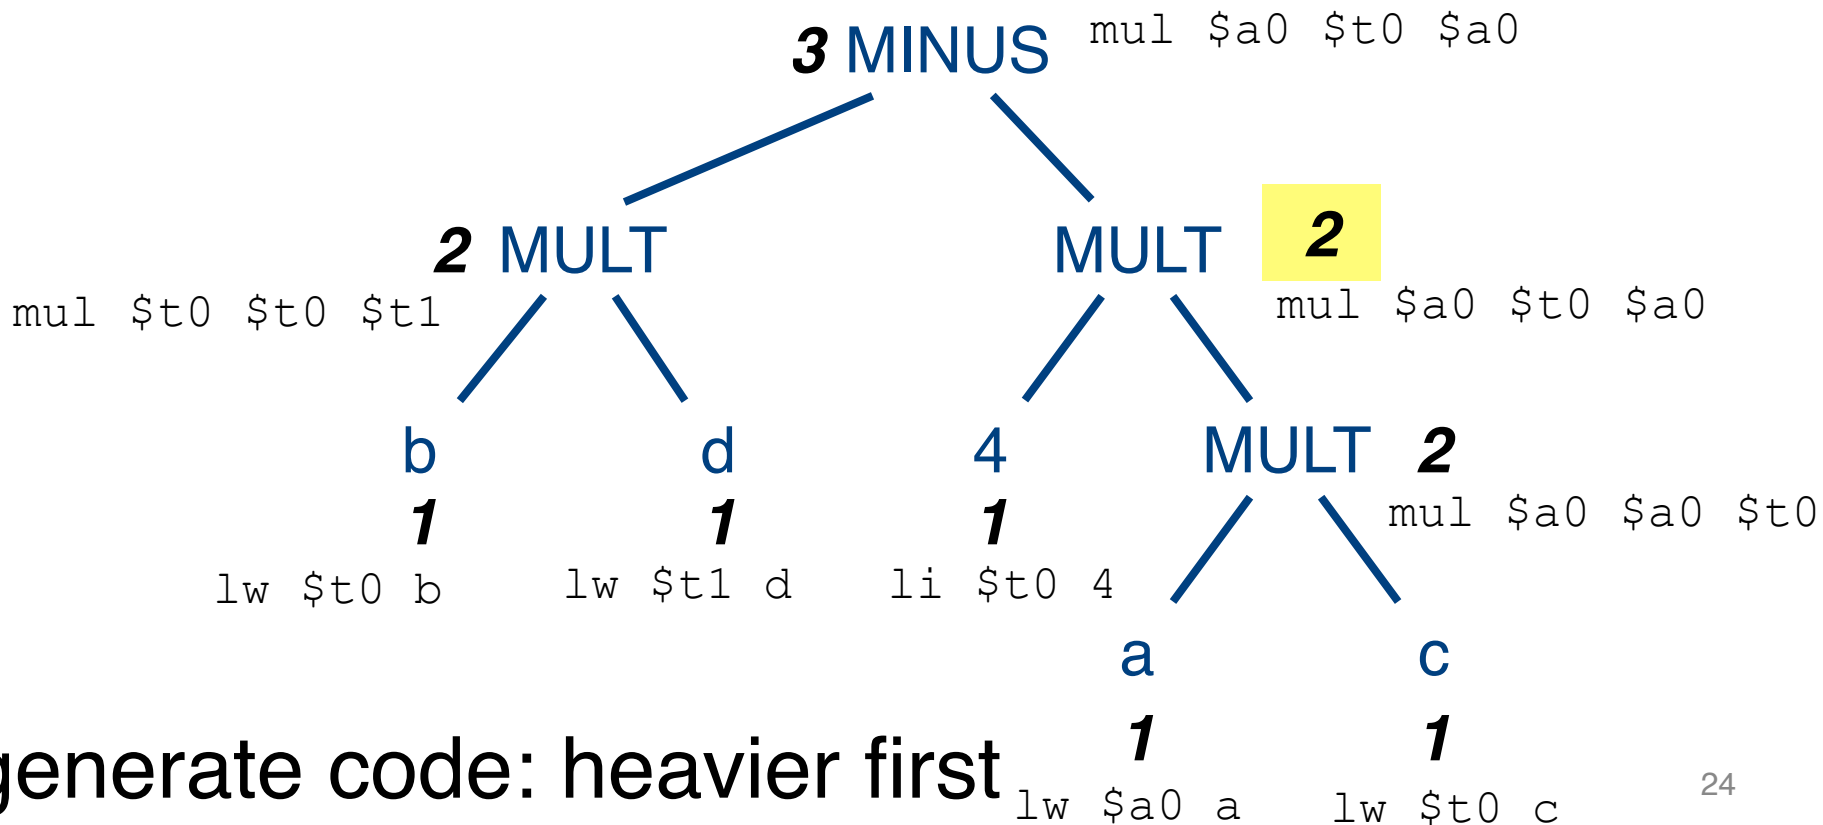 3 MINUS mul $a0 $t0 $a0
2 MULT MULT 2
mul $t0 $t0 $t1 mul $a0 $t0 $a0
b d 4 MULT 2
1 1 1 mul $a0 $a0 $t0
lw $t0 b lw $t1 d li $t0 4
a c
1 1
generate code: heavier first lw $a0 a lw $t0 c 24